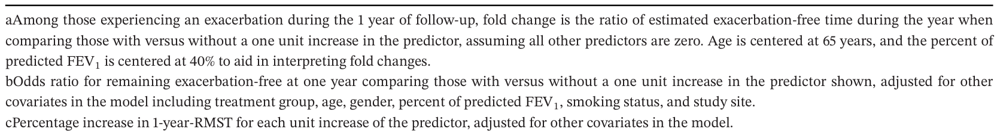 aAmong those experiencing an exacerbation during the 1 year of follow-up, fold change is the ratio of estimated exacerbation-free time during the year when
comparing those with versus without a one unit increase in the predictor, assuming all other predictors are zero. Age is centered at 65 years, and the percent of
predicted FEV₁ is centered at 40% to aid in interpreting fold changes.
bOdds ratio for remaining exacerbation-free at one year comparing those with versus without a one unit increase in the predictor shown, adjusted for other
covariates in the model including treatment group, age, gender, percent of predicted FEV₁, smoking status, and study site.
cPercentage increase in 1-year-RMST for each unit increase of the predictor, adjusted for other covariates in the model.